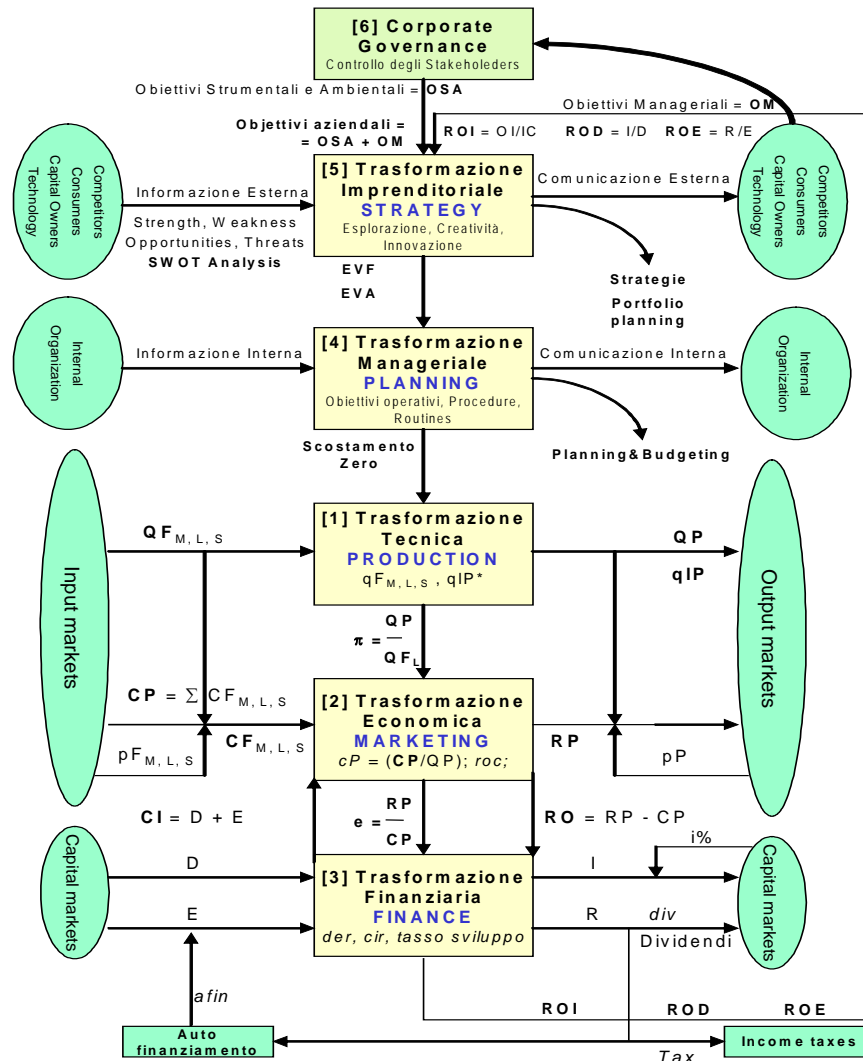 [6] Corporate
Governance
Controllo degli Stakeholeders
Obiettivi Strumentali e Ambientali = OSA
Obiettivi Manageriali = OM
Objettivi aziendali =
= OSA + OM
ROI = OI/IC ROD = I/D ROE = R/E
Competitors
Consumers
Capital Owners
Technology
Informazione Esterna
Strength, Weakness
Opportunities, Threats
SWOT Analysis
[5] Trasformazione
Imprenditoriale
STRATEGY
Esplorazione, Creatività,
Innovazione
Comunicazione Esterna
Competitors
Consumers
Capital Owners
Technology
Strategie
Portfolio
planning
EVF
EVA
Internal
Organization
Informazione Interna
[4] Trasformazione
Manageriale
PLANNING
Obiettivi operativi, Procedure,
Routines
Comunicazione Interna
Internal
Organization
Planning&Budgeting
Scostamento
Zero
Input markets
QF M, L, S
[1] Trasformazione
Tecnica
PRODUCTION
qF M, L, S , qlP*
QP
qlP
Output markets
π = QP
QF L
CP = ∑ CF M, L, S
CF M, L, S
pF M, L, S
[2] Trasformazione
Economica
MARKETING
cP = (CP/QP); roc;
RP
pP
CI = D + E
e = RP
CP
RO = RP - CP
Capital markets
D
E
[3] Trasformazione
Finanziaria
FINANCE
der, cir, tasso sviluppo
i%
I
R div
Dividendi
Capital markets
afin
ROI ROD ROE
Auto
finanziamento
Tax
Income taxes